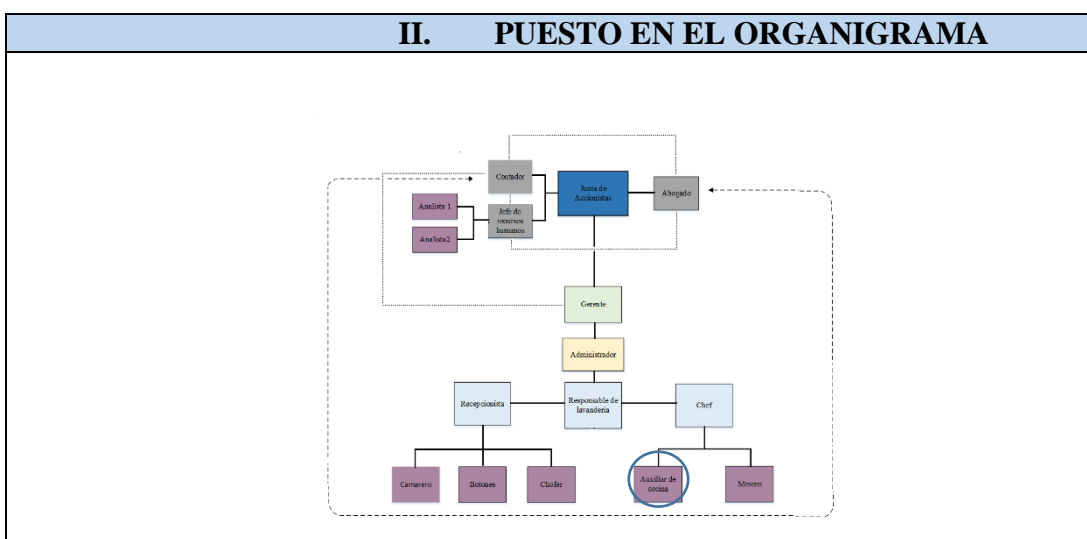 II. PUESTO EN EL ORGANIGRAMA
Contador
Junta de
Accionistas
Abogado
Analista 1
Jefe de
recursos
humanos
Analista2
Gerente
Administrador
Recepcionista
Responsable de
lavandería
Chef
Camarero
Botones
Chofer
Auxiliar de
cocina
Mesero